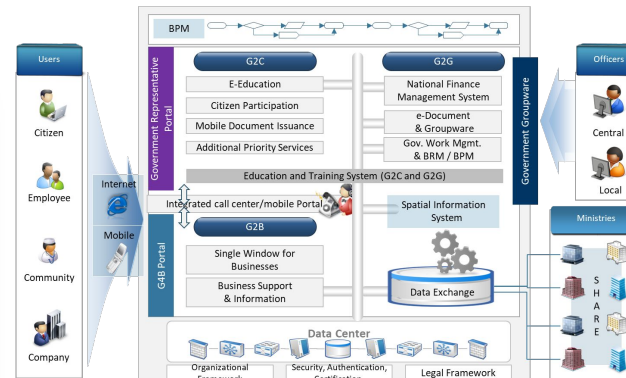 BPM
Users
Citizen
Employee
Community
Company
Internet
Mobile
Government Representative
Portal
G4B Portal
G2C
E-Education
Citizen Participation
Mobile Document Issuance
Additional Priority Services
G2G
National Finance
Management System
e-Document
& Groupware
Gov. Work Mgmt.
& BRM / BPM
Education and Training System (G2C and G2G)
Integrated call center/mobile Portal
Spatial Information
System
G2B
Single Window for
Businesses
Business Support
& Information
Data Exchange
Government Groupware
Officers
Central
Local
Ministries
SHARE
Data Center
Organizational
Framework
Security, Authentication,
Certification
Legal Framework